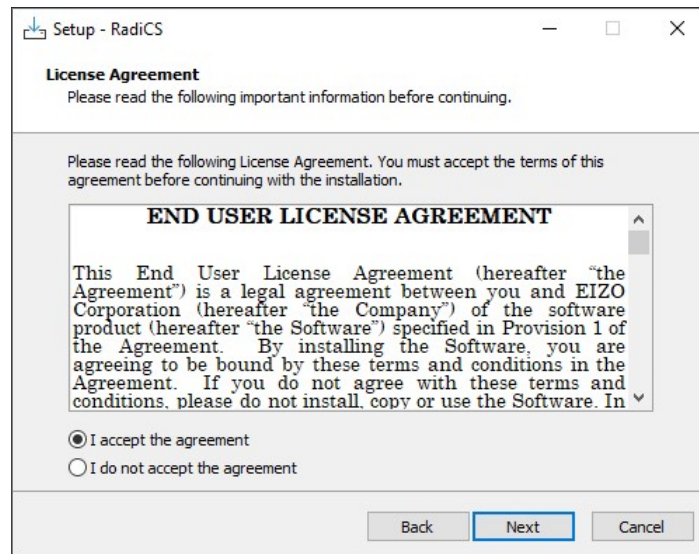 Setup - RadiCS
License Agreement
Please read the following important information before continuing.
Please read the following License Agreement. You must accept the terms of this
agreement before continuing with the installation.
END USER LICENSE AGREEMENT
This End User License Agreement (hereafter “the
Agreement”) is a legal agreement between you and EIZO
Corporation (hereafter “the Company”) of the software
product (hereafter “the Software”) specified in Provision 1 of
the Agreement. By installing the Software, you are
agreeing to be bound by these terms and conditions in the
Agreement. If you do not agree with these terms and
conditions, please do not install, copy or use the Software. In
I accept the agreement
I do not accept the agreement
Back Next Cancel